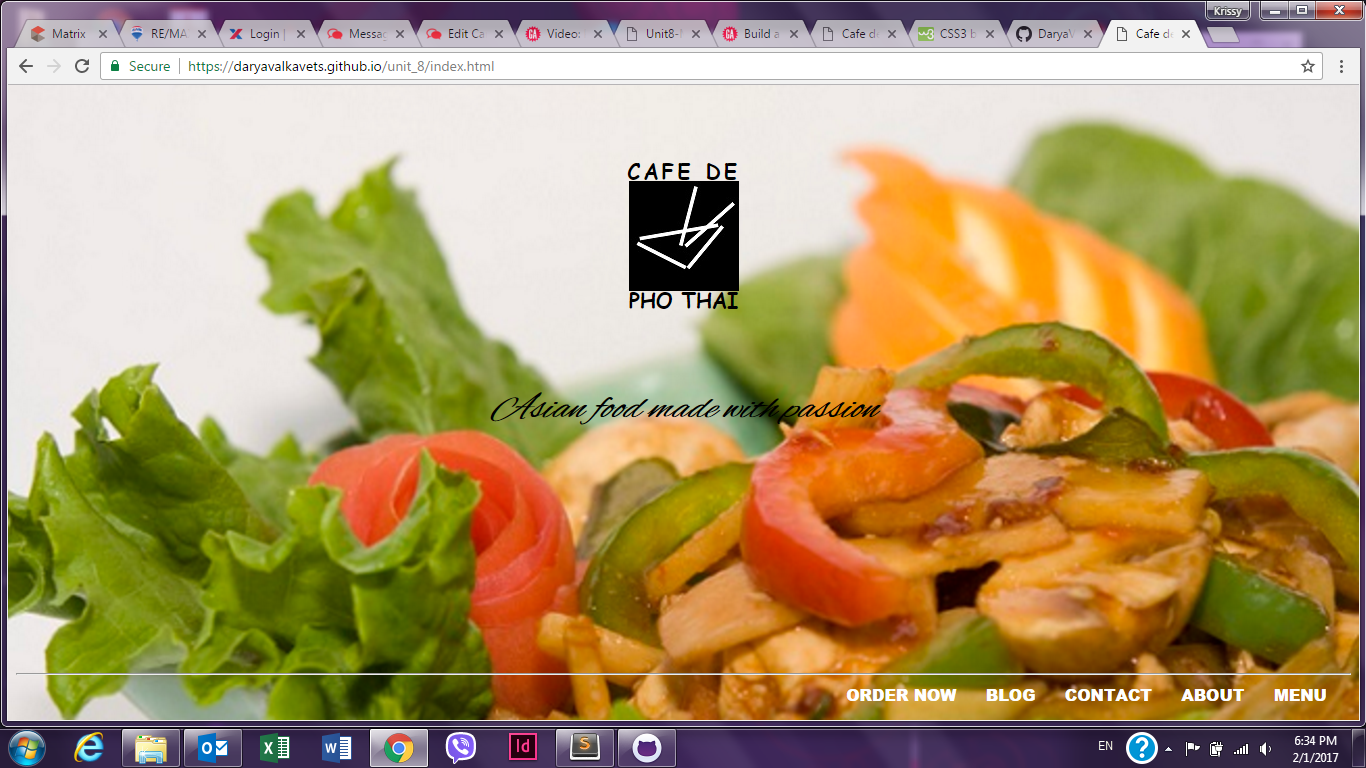 Krissy
Matrix
RE/MA
Login |
Messag
Edit Ca
Video:
Unit8-
Build a
Cafe de
CSS3 b
DaryaV
Cafe de
Secure
https://daryavalkavets.github.io/unit_8/index.html
CAFE DE
PHO THAI
Asian food made with passion
ORDER NOW BLOG CONTACT ABOUT MENU
EN
6:34 PM
2/1/2017
Id
S